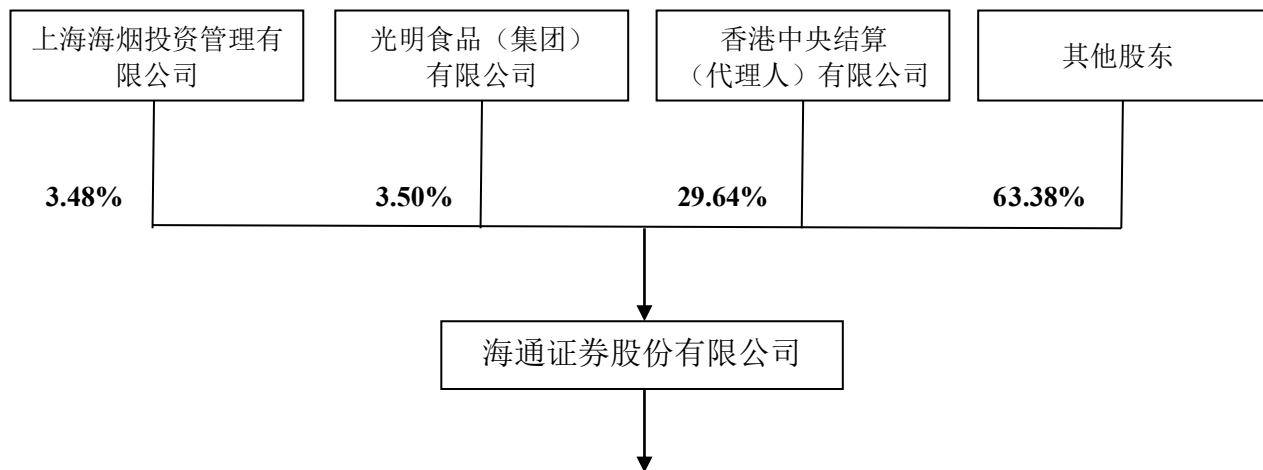 上海海烟投资管理有
限公司
光明食品（集团）
有限公司
香港中央结算
（代理人）有限公司
其他股东
3.48%
3.50%
29.64%
63.38%
海通证券股份有限公司